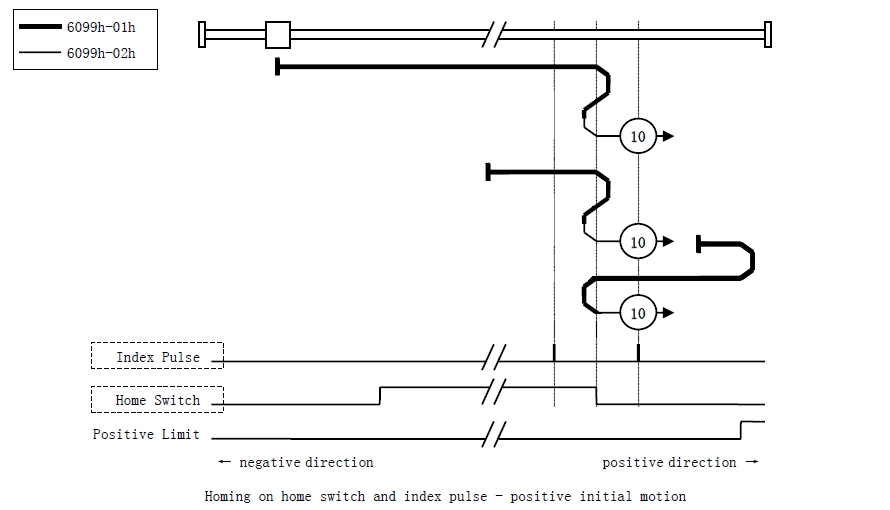 6099h-01h
6099h-02h
10
10
10
Index Pulse
Home Switch
Positive Limit
← negative direction
positive direction →
Homing on home switch and index pulse - positive initial motion